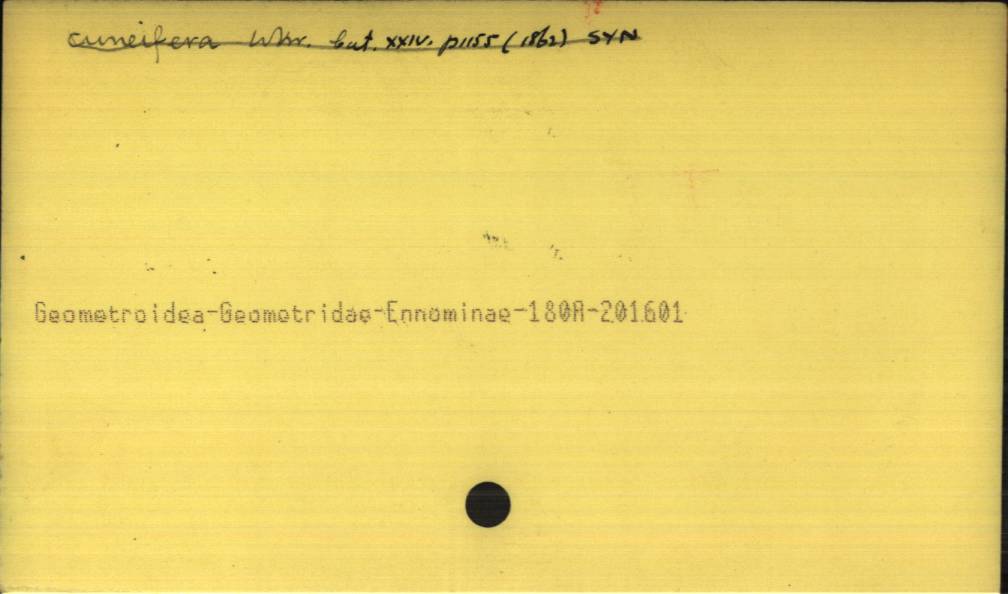 cuneifera Wkr. Cat. XXIV. p1155 (1862) SYN
Geometroidea-Geometridae-Ennominae-180A-201601